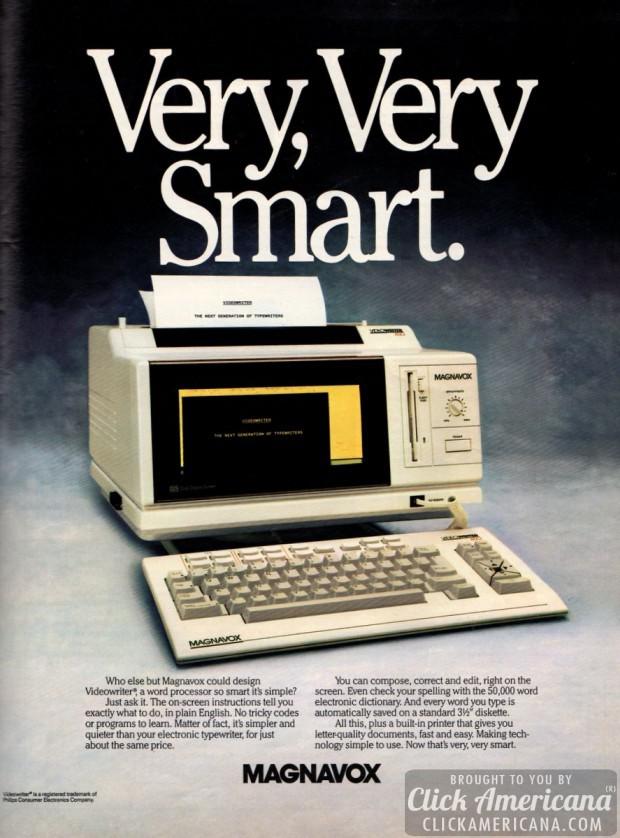 Very, Very
Smart.
VIDEOWRITER
THE NEXT GENERATION OF TYPEWRITERS
VIDEOWRITER
MAGNAVOX
VIDEOWRITER
THE NEXT GENERATION OF TYPEWRITERS
VIDEOWRITER
MAGNAVOX
Who else but Magnavox could design
Videowriter®, a word processor so smart it's simple?
Just ask it. The on-screen instructions tell you
exactly what to do, in plain English. No tricky codes
or programs to learn. Matter of fact, it's simpler and
quieter than your electronic typewriter, for just
about the same price.
You can compose, correct and edit, right on the
screen. Even check your spelling with the 50,000 word
electronic dictionary. And every word you type is
automatically saved on a standard 3½" diskette.
All this, plus a built-in printer that gives you
letter-quality documents, fast and easy. Making tech-
nology simple to use. Now that's very, very smart.
MAGNAVOX
Videowriter® is a registered trademark of
Philips Consumer Electronics Company.
BROUGHT TO YOU BY
Click Americana (R)
CLICKAMERICANA.COM